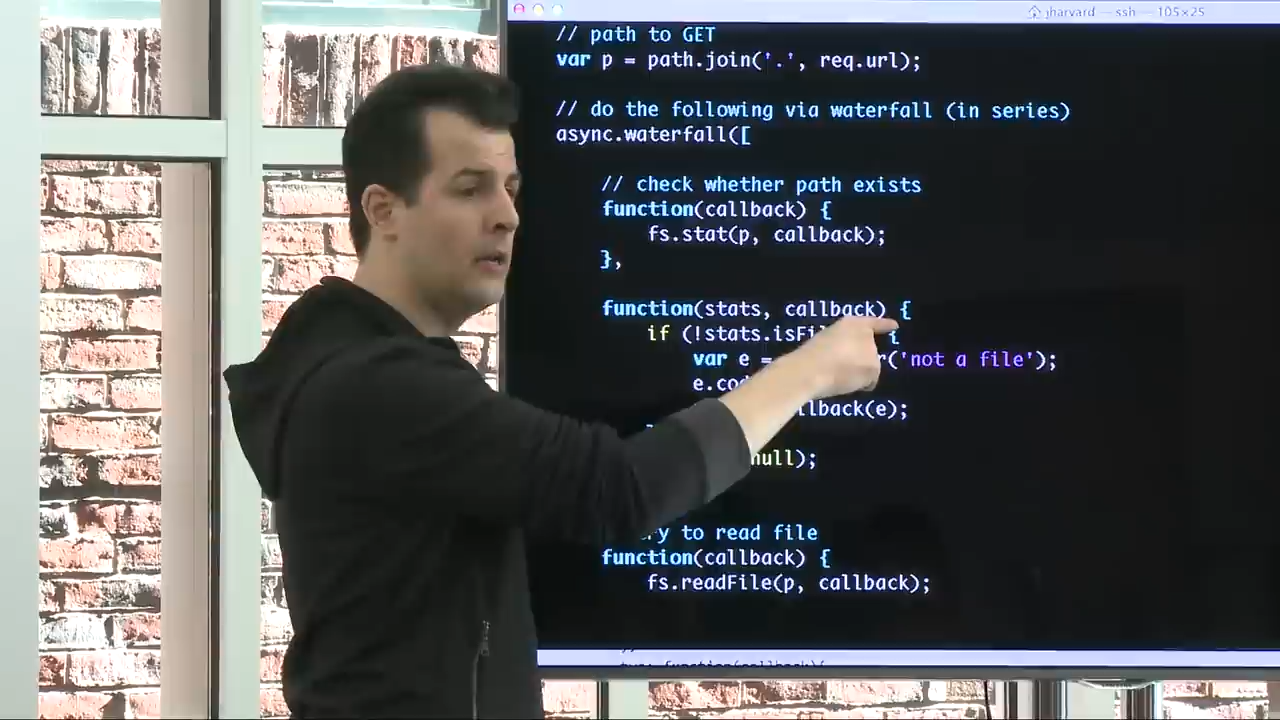 jharvard — ssh — 105×25
// path to GET
var p = path.join('.', req.url);
// do the following via waterfall (in series)
async.waterfall([
// check whether path exists
function(callback) {
fs.stat(p, callback);
},
function(stats, callback) {
if (!stats.isFi {
var e = r('not a file');
e.cod
llback(e);
null);
ry to read file
function(callback) {
fs.readFile(p, callback);